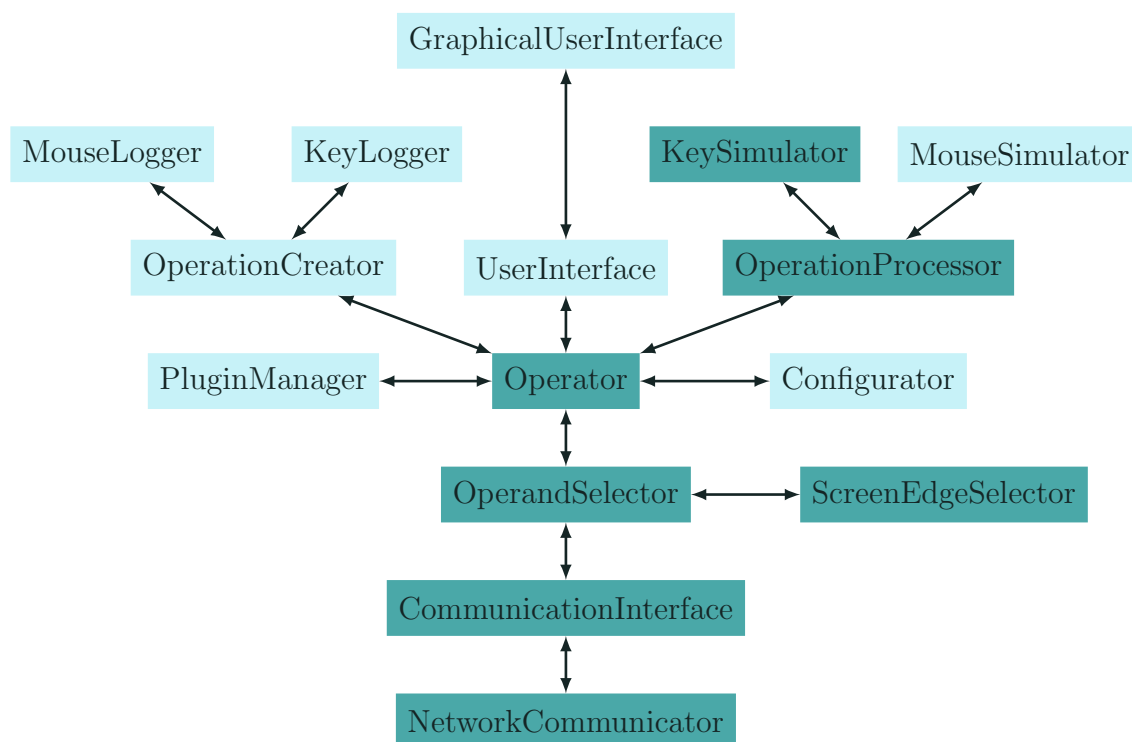 GraphicalUserInterface
MouseLogger
KeyLogger
KeySimulator
MouseSimulator
OperationCreator
UserInterface
OperationProcessor
PluginManager
Operator
Configurator
OperandSelector
ScreenEdgeSelector
CommunicationInterface
NetworkCommunicator